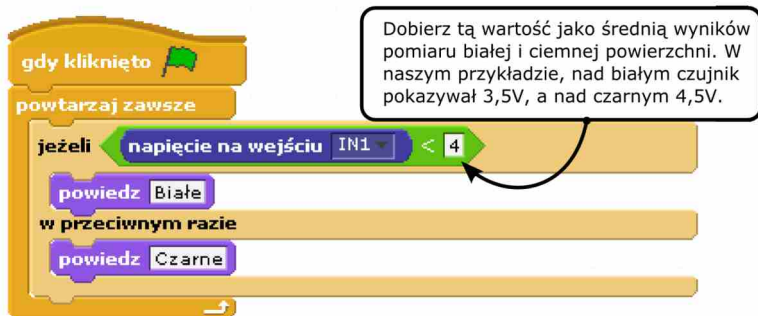 Dobierz tą wartość jako średnią wyników
pomiaru białej i ciemnej powierzchni. W
naszym przykładzie, nad białym czujnik
pokazywał 3,5V, a nad czarnym 4,5V.
gdy kliknięto
powtarzaj zawsze
jeżeli napięcie na wejściu IN1 < 4
powiedz Białe
w przeciwnym razie
powiedz Czarne